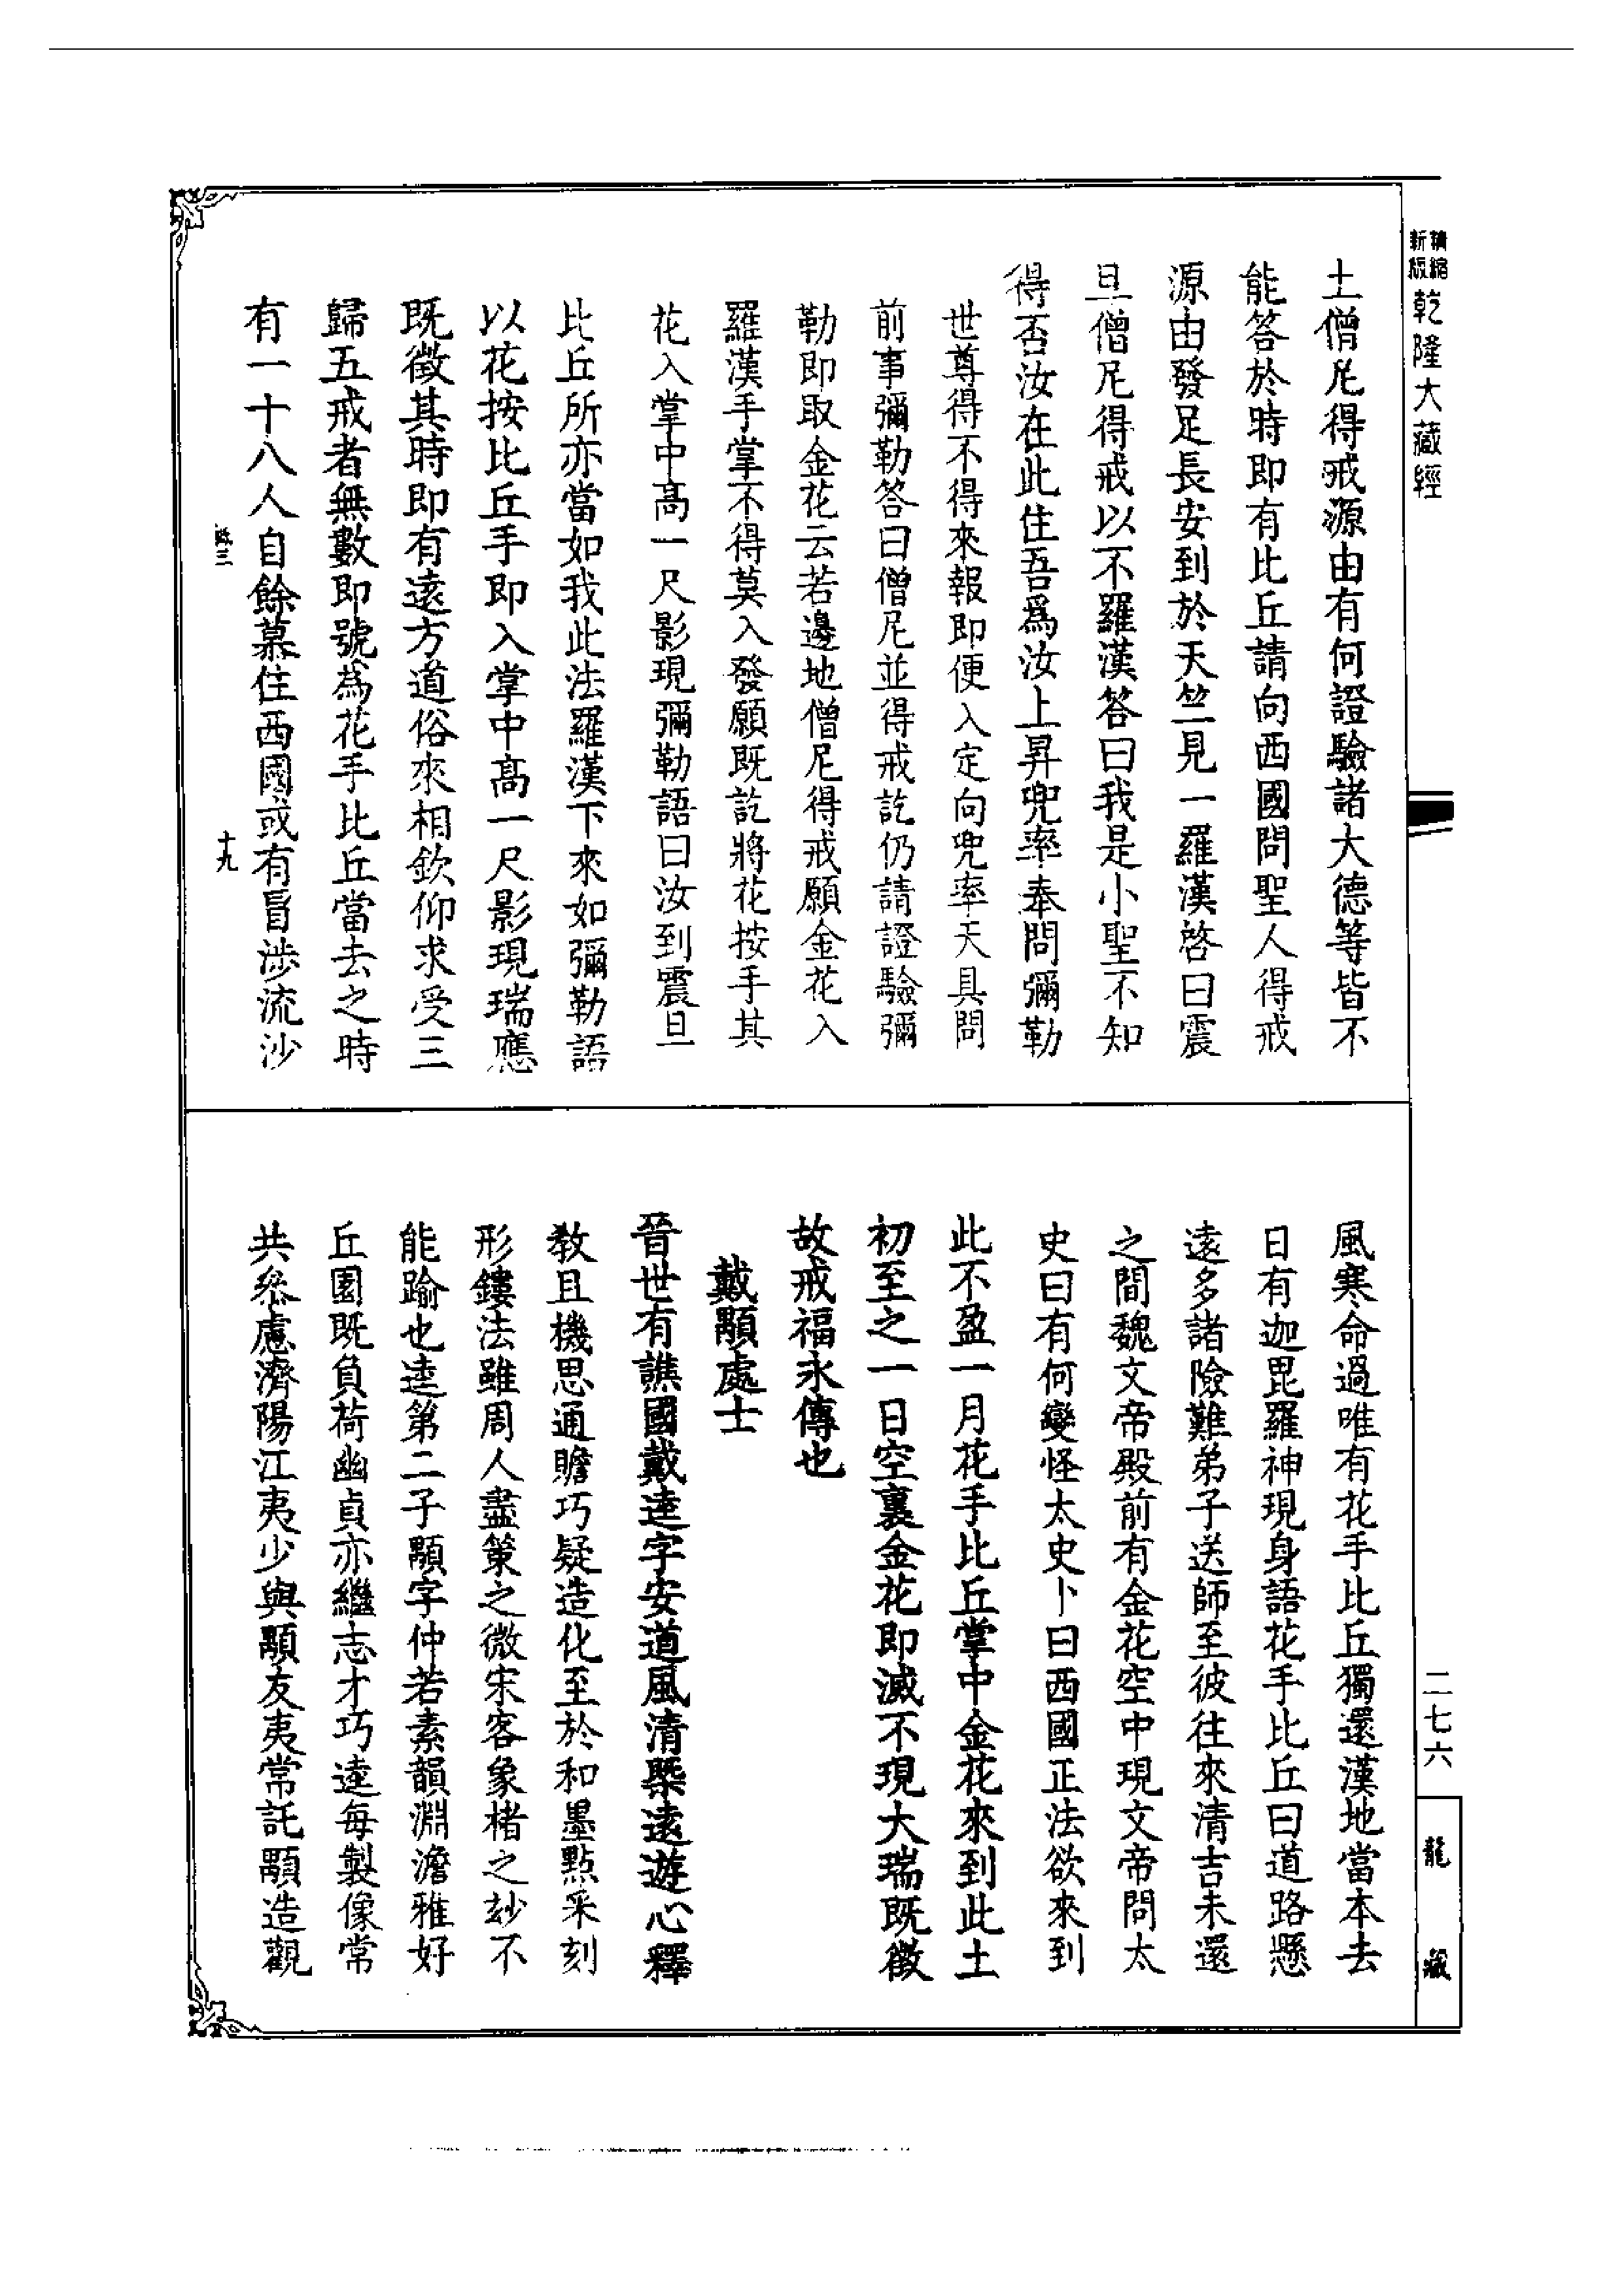 精縮新版乾隆大藏經
土僧尼得戒源由有何證驗諸大德等皆不
能答於時即有比丘請向西國問聖人得戒
源由發足長安到於天竺見一羅漢啓曰震
旦僧尼得戒以不羅漢答曰我是小聖不知
得否汝在此住吾爲汝上昇兜率奉問彌勒
世尊得不得來報即便入定向兜率天具問
前事彌勒答曰僧尼並得戒訖仍請證驗彌
勒即取金花云若邊地僧尼得戒願金花入
羅漢手掌不得莫入發願既訖將花按手其
花入掌中高一尺影現彌勒語曰汝到震旦
比丘所亦當如我此法羅漢下來如彌勒語
以花按比丘手即入掌中高一尺影現瑞應
既徵其時即有遠方道俗來相欽仰求受三
歸五戒者無數即號爲花手比丘當去之時
有一十八人自餘慕住西國或有冒涉流沙
十九
風寒命過唯有花手比丘獨還漢地當本去
日有迦毘羅神現身語花手比丘曰道路懸
遠多諸險難弟子送師至彼往來清吉未還
之間魏文帝殿前有金花空中現文帝問太
史曰有何變怪太史卜曰西國正法欲來到
此不盈一月花手比丘掌中金花來到此土
初至之一日空裏金花即滅不現大瑞既徵
故戒福永傳也
戴顒處士
晉世有譙國戴逵字安道風清槩遠遊心釋
教且機思通贍巧疑造化至於和墨點采刻
形鏤法雖周人盡策之微宋客象楮之玅不
能踰也逵第二子顒字仲若素韻淵澹雅好
丘園既負荷幽貞亦繼志才巧逵每製像常
共叅慮濟陽江夷少與顒友夷常託顒造觀
二七六
龍藏